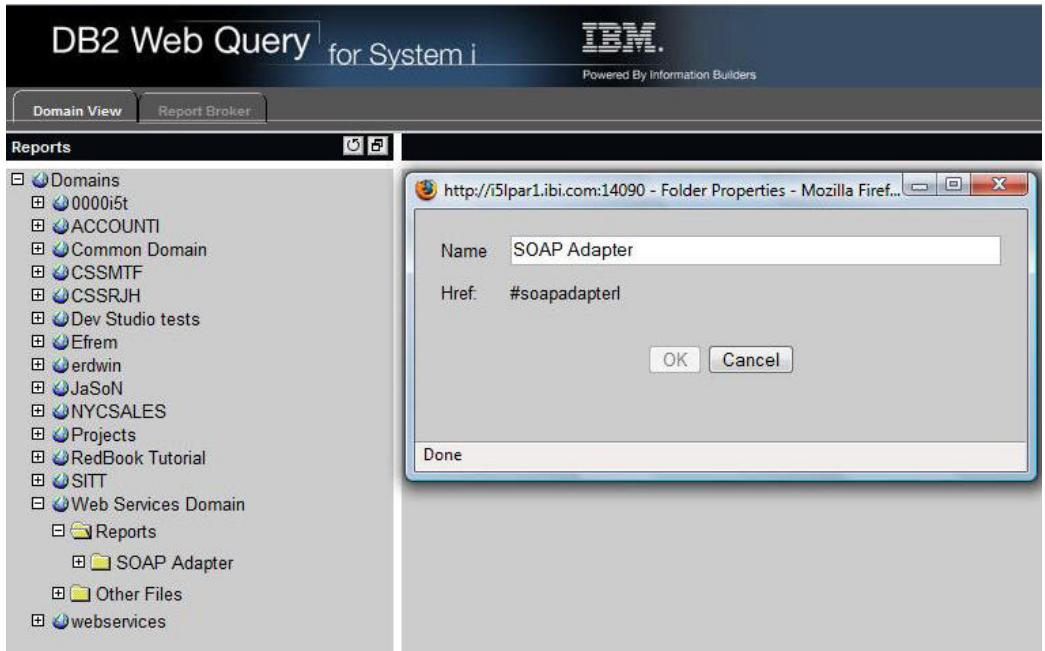 DB2 Web Query for System i
IBM.
Powered By Information Builders
Domain View
Report Broker
Reports
Domains
0000i5t
ACCOUNTI
Common Domain
CSSMTF
CSSRJH
Dev Studio tests
Efrem
erdwin
JaSoN
NYCSALES
Projects
RedBook Tutorial
SITT
Web Services Domain
Reports
SOAP Adapter
Other Files
webservices
http://i5lpar1.ibi.com:14090 - Folder Properties - Mozilla Firef...
Name SOAP Adapter
Href: #soapadapterl
OK Cancel
Done